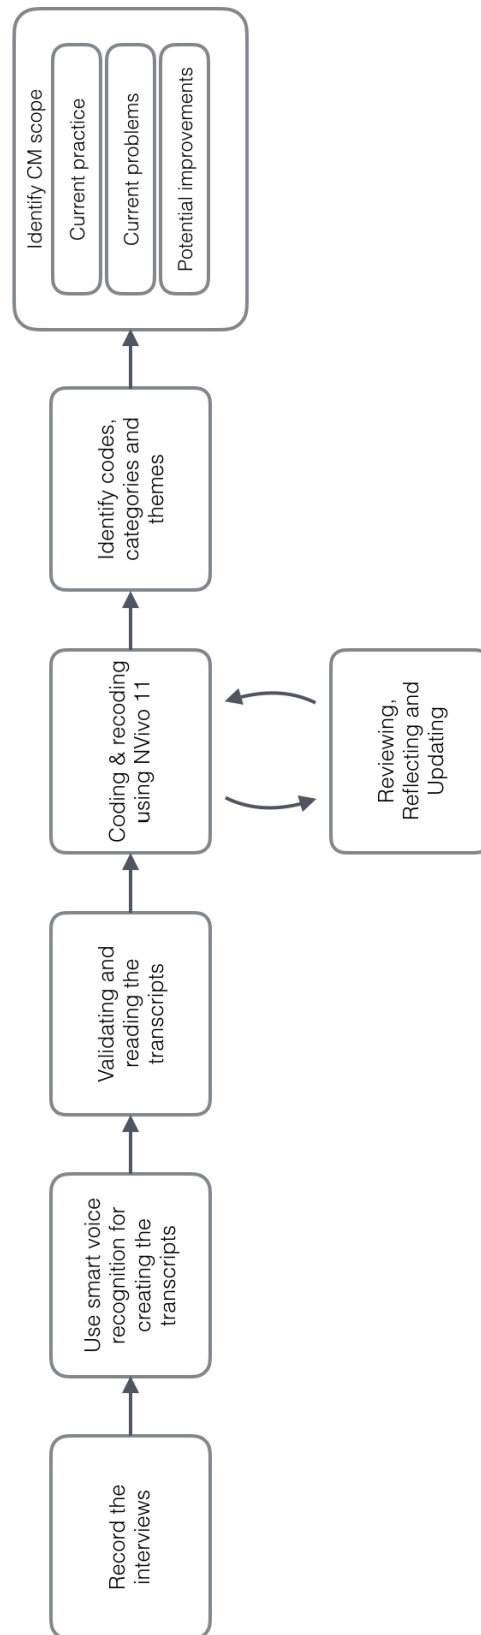 Record the
interviews
Use smart voice
recognition for
creating the
transcripts
Validating and
reading the
transcripts
Coding & recoding
using NVivo 11
Reviewing,
Reflecting and
Updating
Identify codes,
categories and
themes
Identify CM scope
Current practice
Current problems
Potential improvements